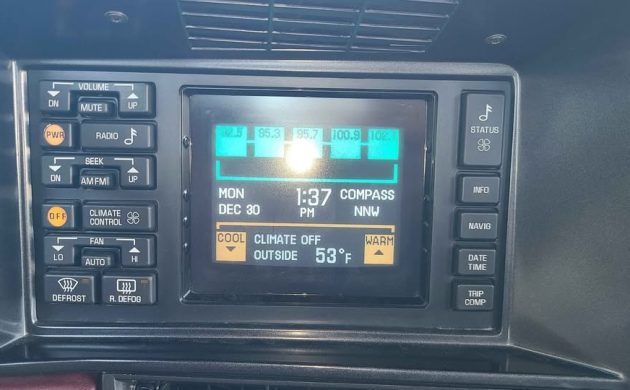 VOLUME
DN MUTE UP
PWR RADIO
SEEK
DN AM FM UP
OFF CLIMATE CONTROL
FAN
LO AUTO HI
DEFROST R. DEFOG
95.3 95.7 100.9
MON 1:37 COMPASS
DEC 30 PM NNW
COOL CLIMATE OFF WARM
OUTSIDE 53°F
STATUS
INFO
NAVIG
DATE
TIME
TRIP
COMP